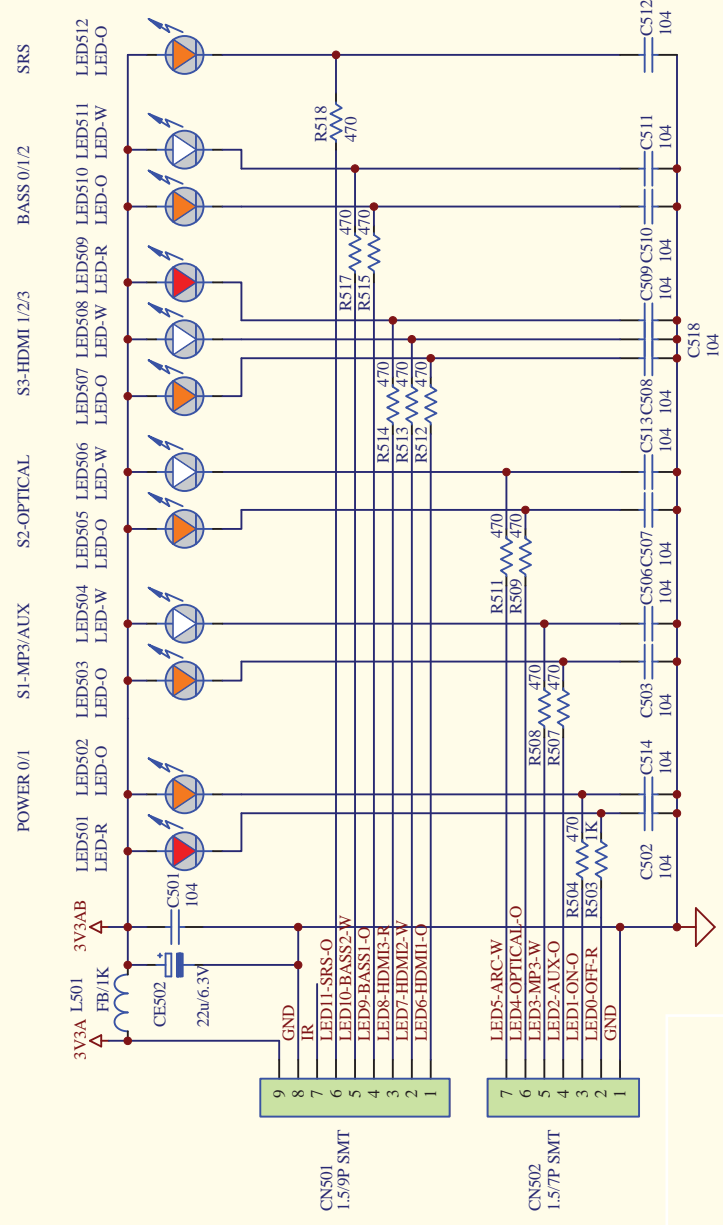 POWER 0/1
S1-MP3/AUX
S2-OPTICAL
S3-HDMI 1/2/3
BASS 0/1/2
SRS
LED501
LED-R
LED502
LED-O
LED503
LED-O
LED504
LED-W
LED505
LED-O
LED506
LED-W
LED507
LED-O
LED508
LED-W
LED509
LED-R
LED510
LED-O
LED511
LED-W
LED512
LED-O
3V3A
L501
FB/1K
3V3AB
CE502
+
22u/6.3V
C501
104
CN501
1.5/9P SMT
9
8
7
6
5
4
3
2
1
GND
IR
LED11-SRS-O
LED10-BASS2-W
LED9-BASS1-O
LED8-HDMI3-R
LED7-HDMI2-W
LED6-HDMI1-O
R518
470
R517
470
R515
470
R514
470
R513
470
R512
470
CN502
1.5/7P SMT
7
6
5
4
3
2
1
LED5-ARC-W
LED4-OPTICAL-O
LED3-MP3-W
LED2-AUX-O
LED1-ON-O
LED0-OFF-R
GND
R511
470
R509
470
R508
470
R507
470
R504
470
R503
1K
C502
104
C514
104
C503
104
C506
104
C507
104
C513
104
C508
104
C518
104
C509
104
C510
104
C511
104
C512
104